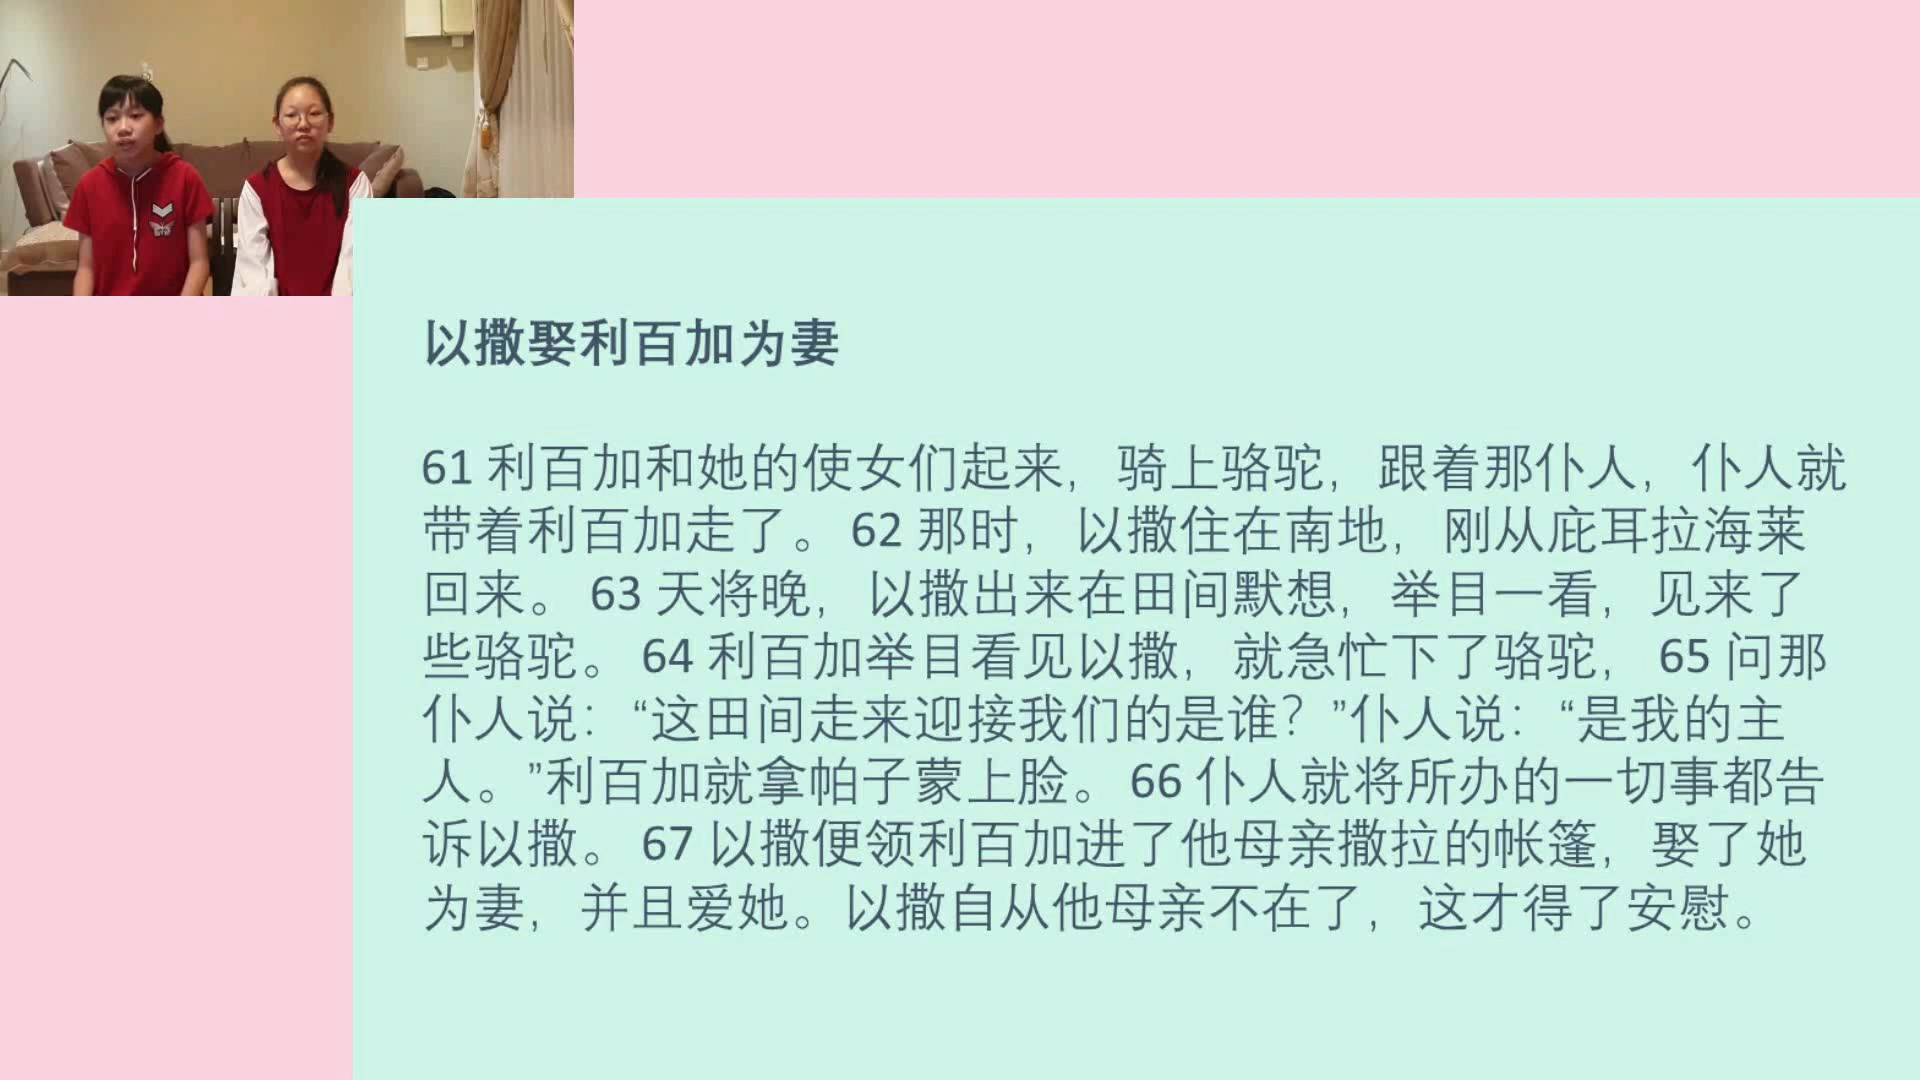 以撒娶利百加为妻
61 利百加和她的使女们起来，骑上骆驼，跟着那仆人，仆人就
带着利百加走了。 62 那时，以撒住在南地，刚从庇耳拉海莱
回来。 63 天将晚，以撒出来在田间默想，举目一看，见来了
些骆驼。 64 利百加举目看见以撒，就急忙下了骆驼， 65 问那
仆人说：“这田间走来迎接我们的是谁？”仆人说：“是我的主
人。”利百加就拿帕子蒙上脸。 66 仆人就将所办的一切事都告
诉以撒。 67 以撒便领利百加进了他母亲撒拉的帐篷，娶了她
为妻，并且爱她。以撒自从他母亲不在了，这才得了安慰。